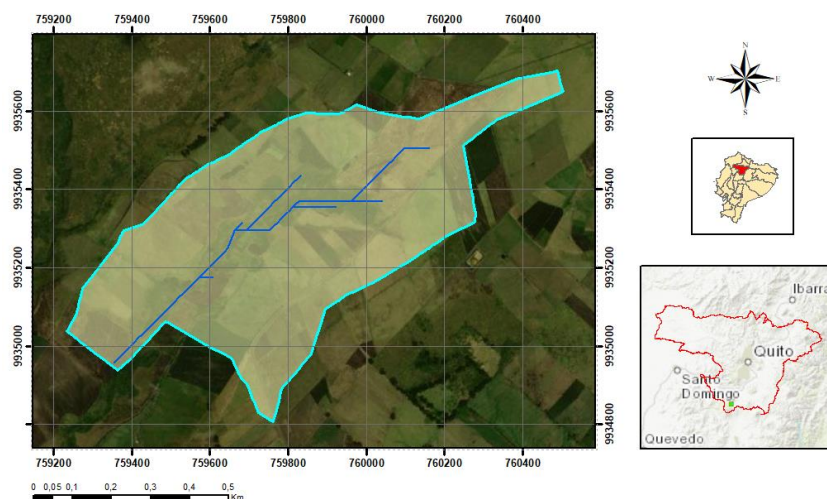 759200 759400 759600 759800 760000 760200 760400
9935600 9935400 9935200 9935000 9934800
9935600 9935400 9935200 9935000 9934800
759200 759400 759600 759800 760000 760200 760400
0 0,05 0,1 0,2 0,3 0,4 0,5
Km
N
W E
S
Ibarra
Quito
Santo
Domingo
Quevedo